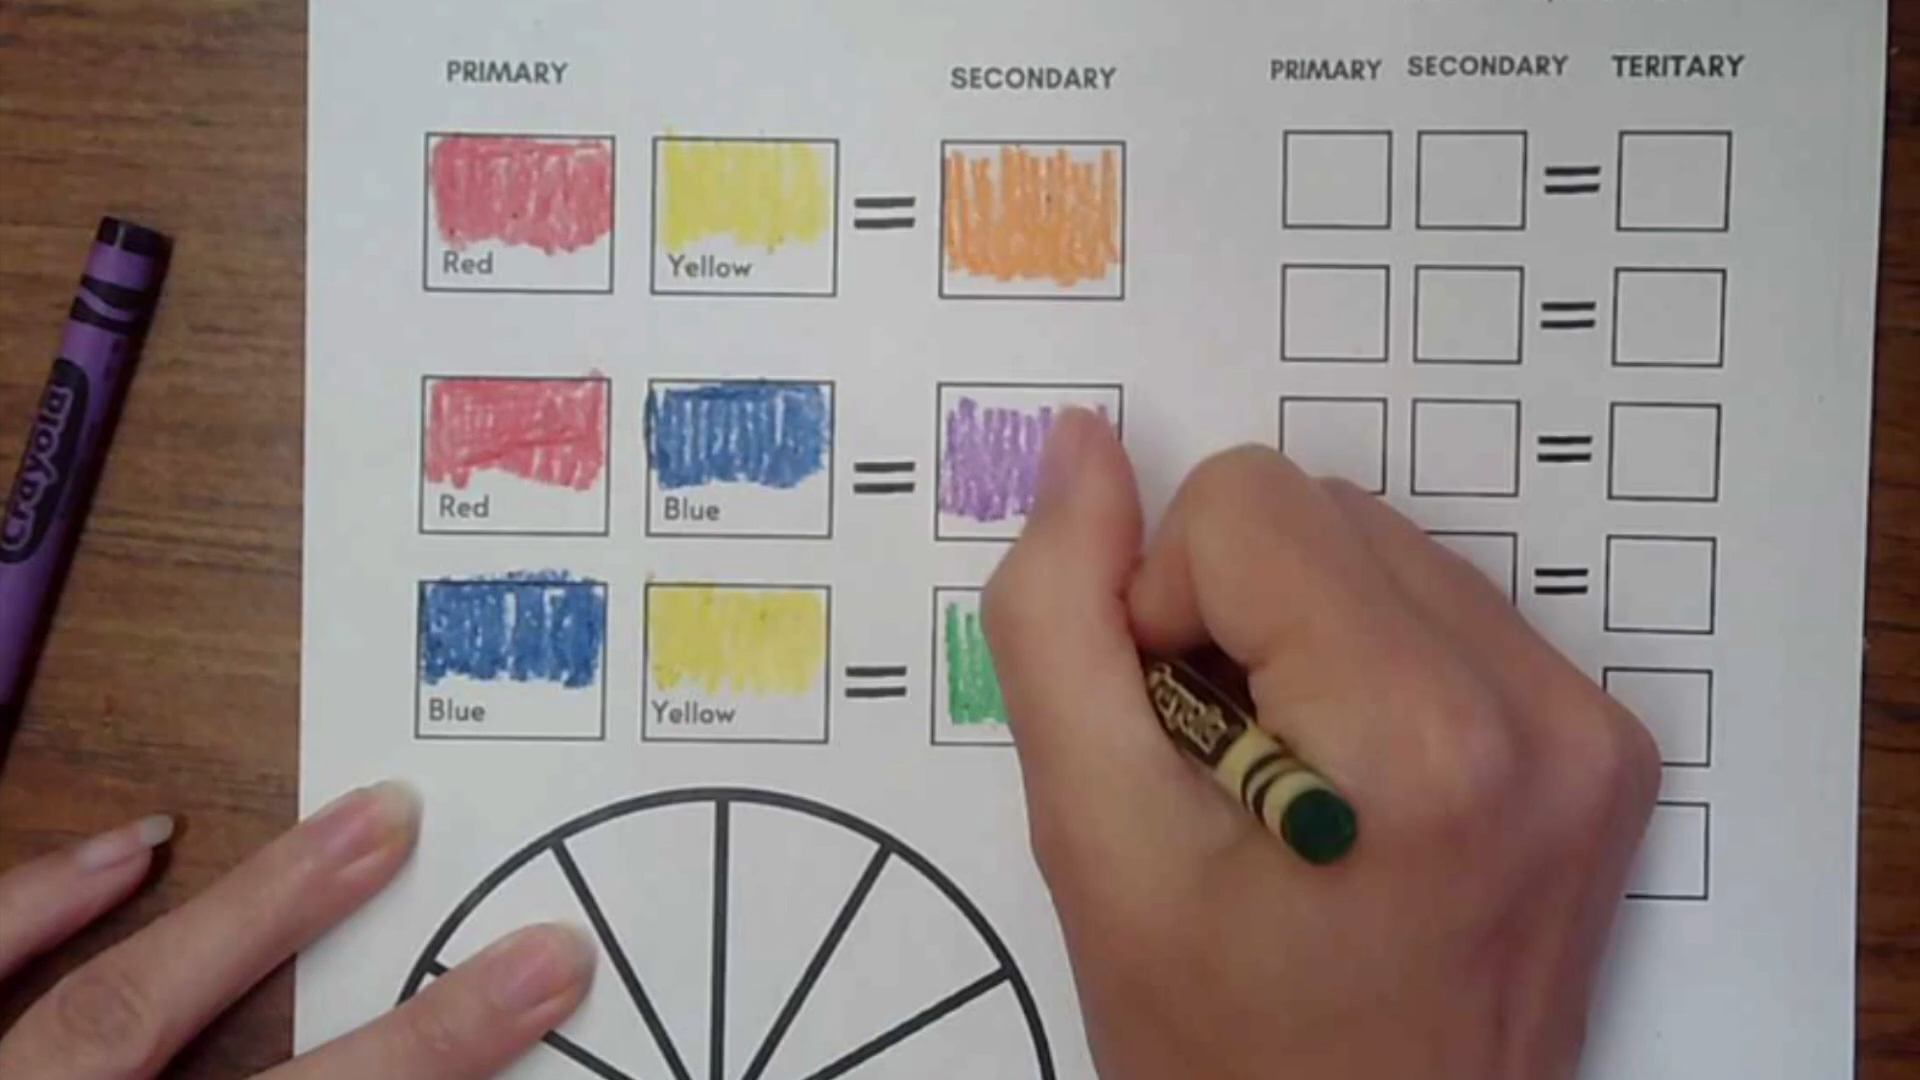 PRIMARY SECONDARY PRIMARY SECONDARY TERITARY
= =
Red Yellow
=
= =
Red Blue
=
Blue Yellow =
Crayola
Crayola